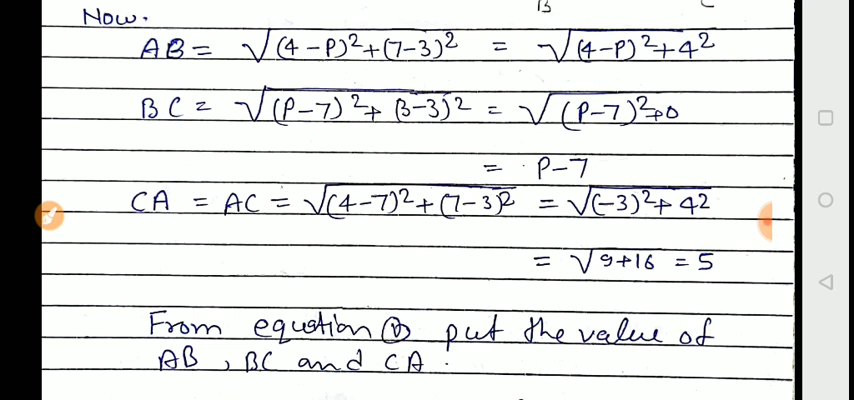 B C
Now.
AB = √(4-P)²+(7-3)² = √(4-P)²+4²
BC = √(P-7)²+(3-3)² = √(P-7)²+0
= P-7
CA = AC = √(4-7)²+(7-3)² = √(-3)²+4²
= √9+16 = 5
From equation ① put the value of
AB, BC and CA.